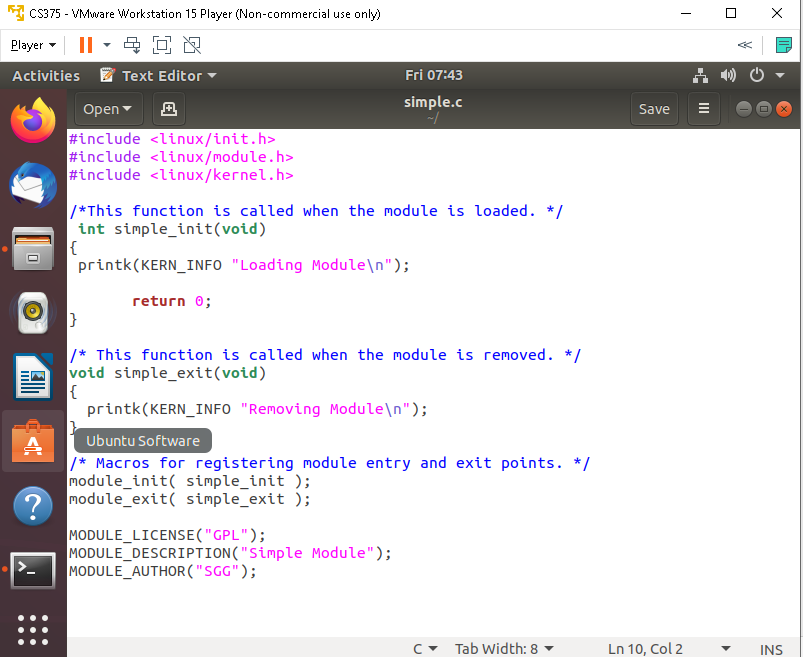 CS375 - VMware Workstation 15 Player (Non-commercial use only)
Player
Activities Text Editor Fri 07:43
Open simple.c Save
~/
#include <linux/init.h>
#include <linux/module.h>
#include <linux/kernel.h>
/*This function is called when the module is loaded. */
int simple_init(void)
{
printk(KERN_INFO "Loading Module\n");
return 0;
}
/* This function is called when the module is removed. */
void simple_exit(void)
{
printk(KERN_INFO "Removing Module\n");
}
Ubuntu Software
/* Macros for registering module entry and exit points. */
module_init( simple_init );
module_exit( simple_exit );
MODULE_LICENSE("GPL");
MODULE_DESCRIPTION("Simple Module");
MODULE_AUTHOR("SGG");
C Tab Width: 8 Ln 10, Col 2 INS